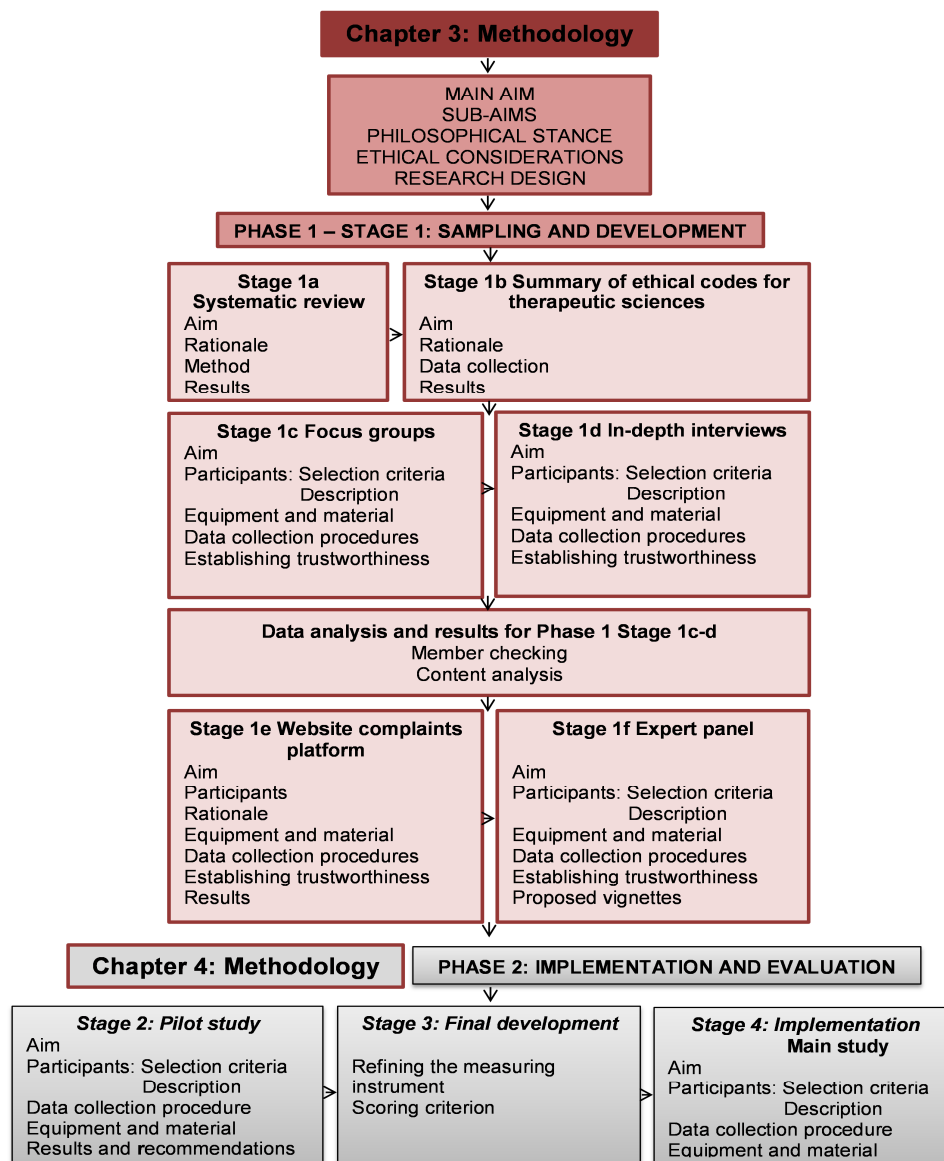 Chapter 3: Methodology
MAIN AIM
SUB-AIMS
PHILOSOPHICAL STANCE
ETHICAL CONSIDERATIONS
RESEARCH DESIGN
PHASE 1 – STAGE 1: SAMPLING AND DEVELOPMENT
Stage 1a
Systematic review
Aim
Rationale
Method
Results
Stage 1b Summary of ethical codes for
therapeutic sciences
Aim
Rationale
Data collection
Results
Stage 1c Focus groups
Aim
Participants: Selection criteria
Description
Equipment and material
Data collection procedures
Establishing trustworthiness
Stage 1d In-depth interviews
Aim
Participants: Selection criteria
Description
Equipment and material
Data collection procedures
Establishing trustworthiness
Data analysis and results for Phase 1 Stage 1c-d
Member checking
Content analysis
Stage 1e Website complaints
platform
Aim
Participants
Rationale
Equipment and material
Data collection procedures
Establishing trustworthiness
Results
Stage 1f Expert panel
Aim
Participants: Selection criteria
Description
Equipment and material
Data collection procedures
Establishing trustworthiness
Proposed vignettes
Chapter 4: Methodology
PHASE 2: IMPLEMENTATION AND EVALUATION
Stage 2: Pilot study
Aim
Participants: Selection criteria
Description
Data collection procedure
Equipment and material
Results and recommendations
Stage 3: Final development
Refining the measuring
instrument
Scoring criterion
Stage 4: Implementation
Main study
Aim
Participants: Selection criteria
Description
Data collection procedure
Equipment and material